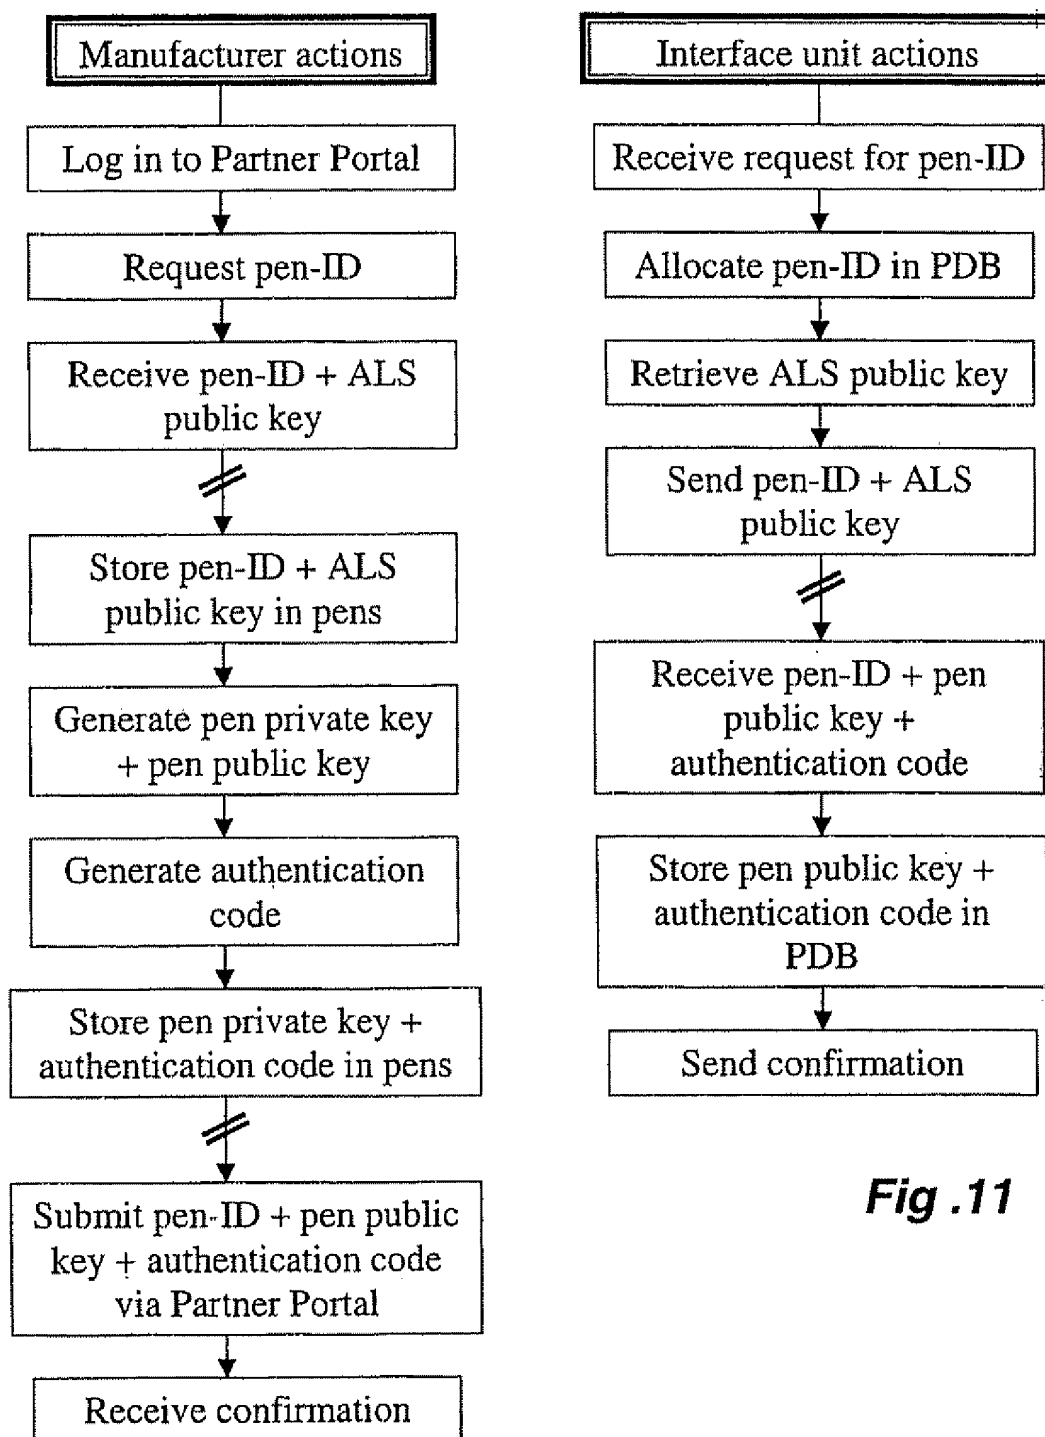 Manufacturer actions
Log in to Partner Portal
Request pen-ID
Receive pen-ID + ALS
public key
Store pen-ID + ALS
public key in pens
Generate pen private key
+ pen public key
Generate authentication
code
Store pen private key +
authentication code in pens
Submit pen-ID + pen public
key + authentication code
via Partner Portal
Receive confirmation
Interface unit actions
Receive request for pen-ID
Allocate pen-ID in PDB
Retrieve ALS public key
Send pen-ID + ALS
public key
Receive pen-ID + pen
public key +
authentication code
Store pen public key +
authentication code in
PDB
Send confirmation
Fig .11